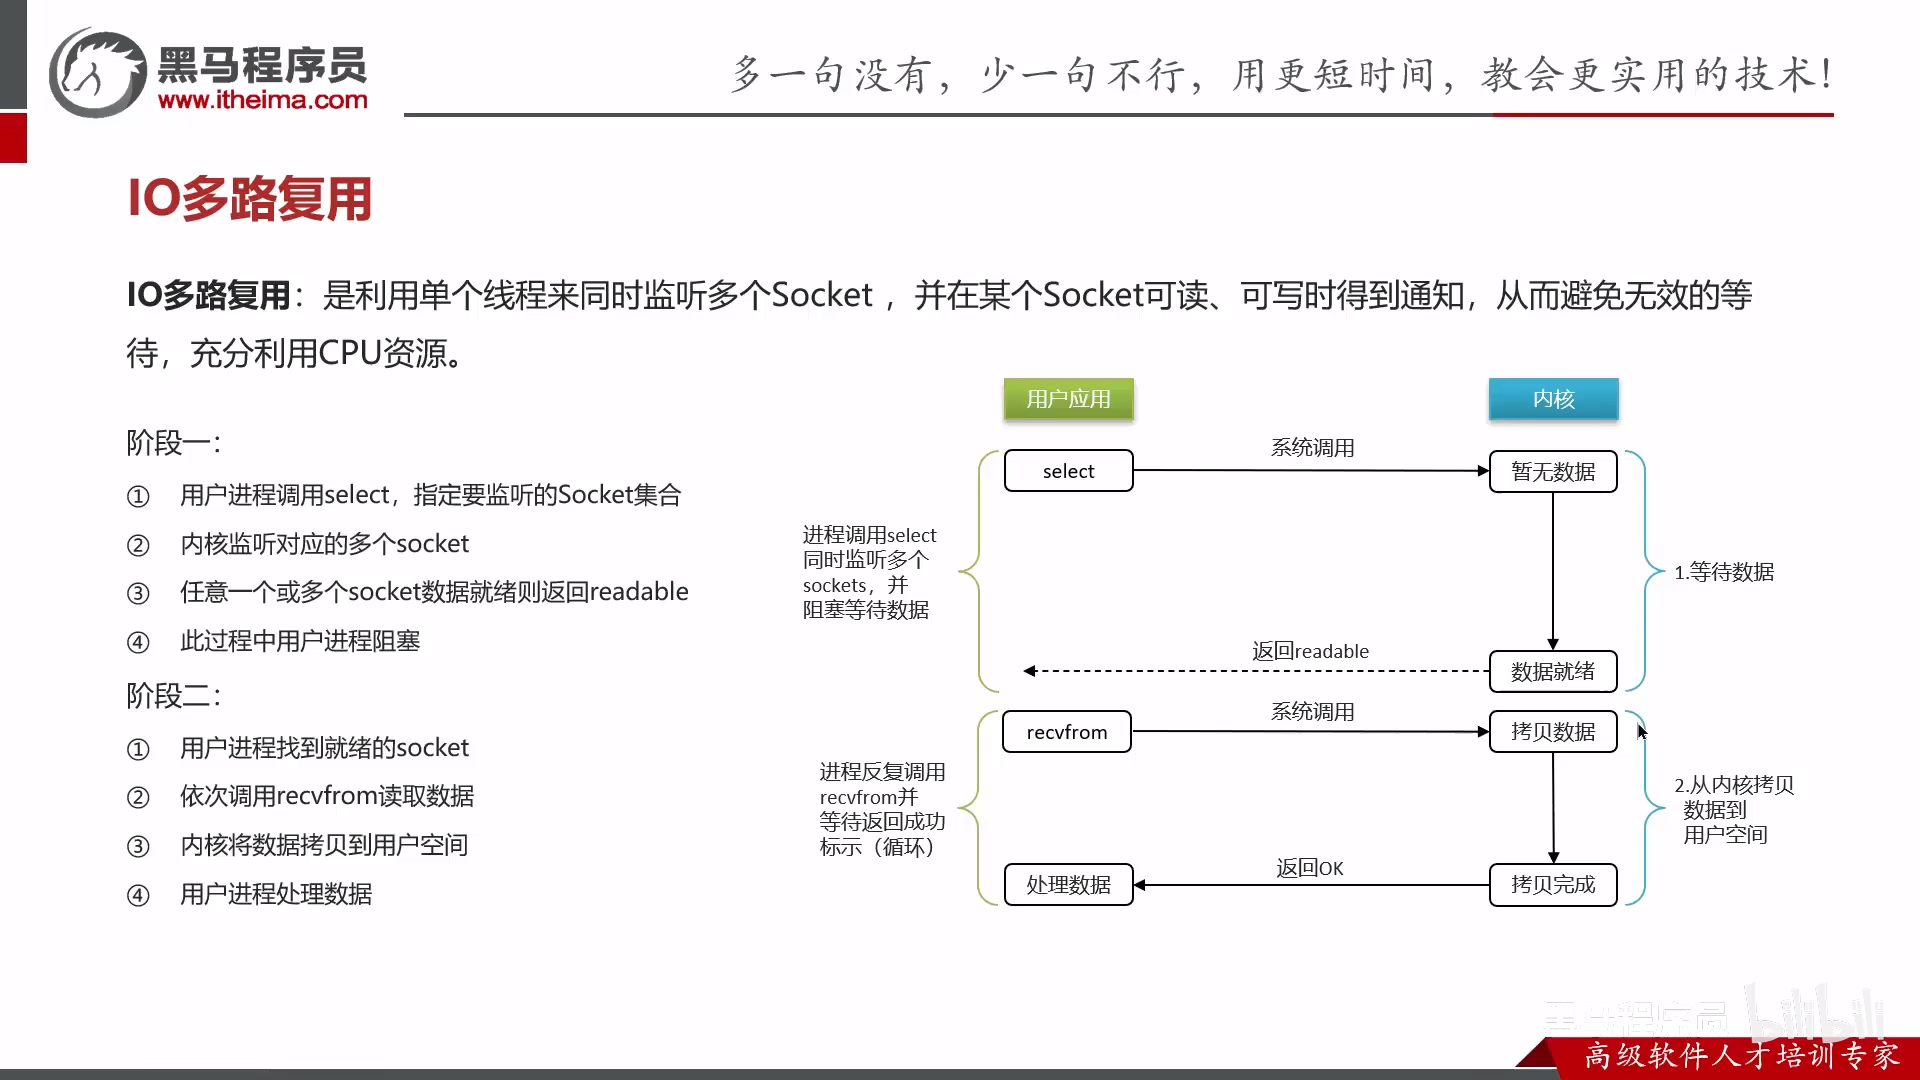 黑马程序员
www.itheima.com
多一句没有，少一句不行，用更短时间，教会更实用的技术！
IO多路复用
IO多路复用：是利用单个线程来同时监听多个Socket ，并在某个Socket可读、可写时得到通知，从而避免无效的等
待，充分利用CPU资源。
阶段一：
① 用户进程调用select，指定要监听的Socket集合
② 内核监听对应的多个socket
③ 任意一个或多个socket数据就绪则返回readable
④ 此过程中用户进程阻塞
阶段二：
① 用户进程找到就绪的socket
② 依次调用recvfrom读取数据
③ 内核将数据拷贝到用户空间
④ 用户进程处理数据
用户应用
内核
select
系统调用
暂无数据
进程调用select
同时监听多个
sockets，并
阻塞等待数据
1.等待数据
返回readable
数据就绪
recvfrom
系统调用
拷贝数据
进程反复调用
recvfrom并
等待返回成功
标示（循环）
2.从内核拷贝
数据到
用户空间
处理数据
返回OK
拷贝完成
黑马程序员
bilibili
高级软件人才培训专家